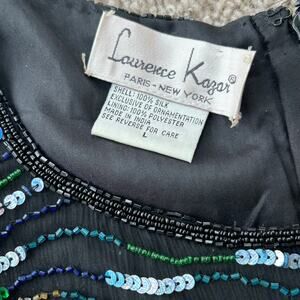 Laurence Kazar®
PARIS - NEW YORK
SHELL: 100% SILK
EXCLUSIVE OF ORNAMENTATION
LINING: 100% POLYESTER
MADE IN INDIA
SEE REVERSE FOR CARE
L